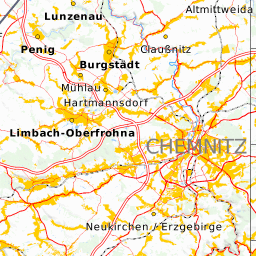 Altmittweida
Lunzenau
Penig
Claußnitz
Burgstädt
Mühlau
Hartmannsdorf
Limbach-Oberfrohna
CHEMNITZ
Neukirchen / Erzgebirge